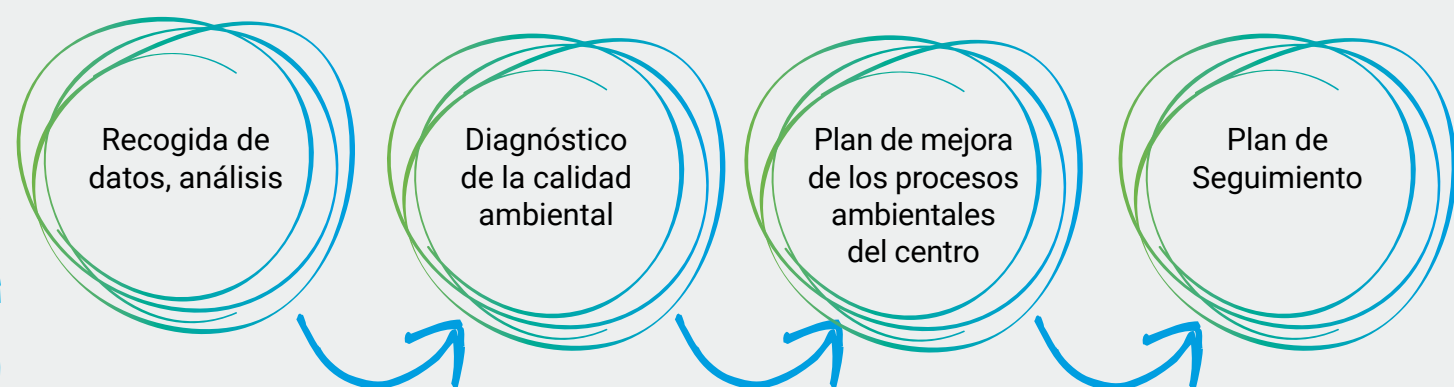 Recogida de
datos, análisis
Diagnóstico
de la calidad
ambiental
Plan de mejora
de los procesos
ambientales
del centro
Plan de
Seguimiento